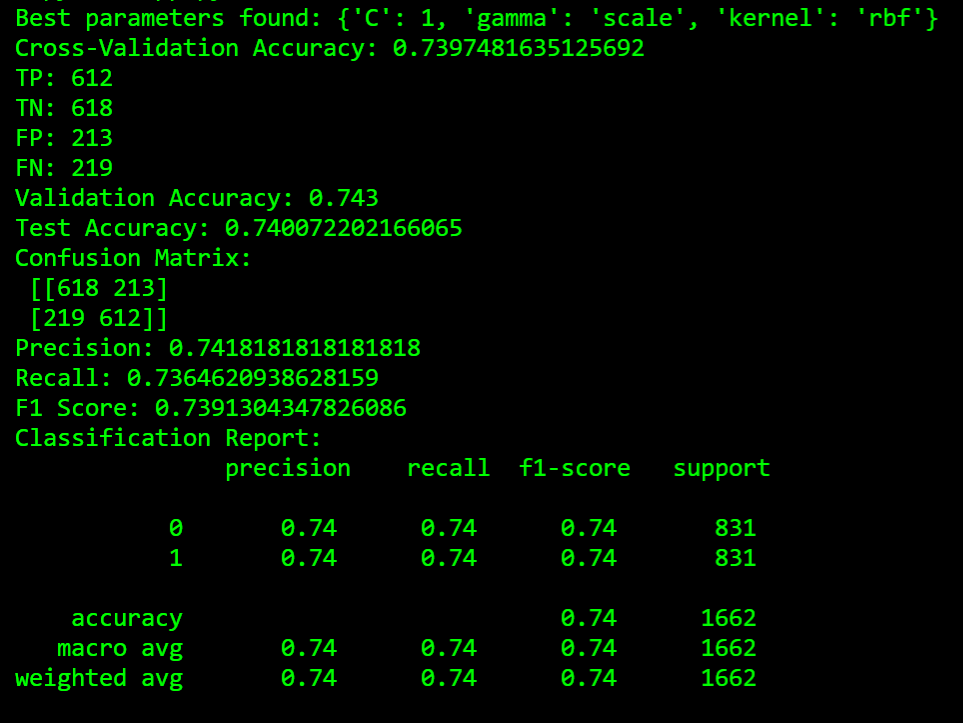 Best parameters found: {'C': 1, 'gamma': 'scale', 'kernel': 'rbf'}
Cross-Validation Accuracy: 0.7397481635125692
TP: 612
TN: 618
FP: 213
FN: 219
Validation Accuracy: 0.743
Test Accuracy: 0.740072202166065
Confusion Matrix:
 [[618 213]
 [219 612]]
Precision: 0.74181818181818
Recall: 0.7364620938628159
F1 Score: 0.7391304347826086
Classification Report:
               precision    recall  f1-score   support

           0       0.74      0.74      0.74       831
           1       0.74      0.74      0.74       831

    accuracy                           0.74      1662
   macro avg       0.74      0.74      0.74      1662
weighted avg       0.74      0.74      0.74      1662